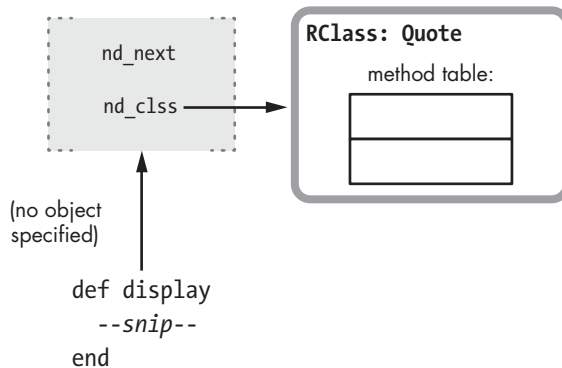 nd_next
nd_clss
RClass: Quote
method table:
(no object
specified)
def display
--snip--
end